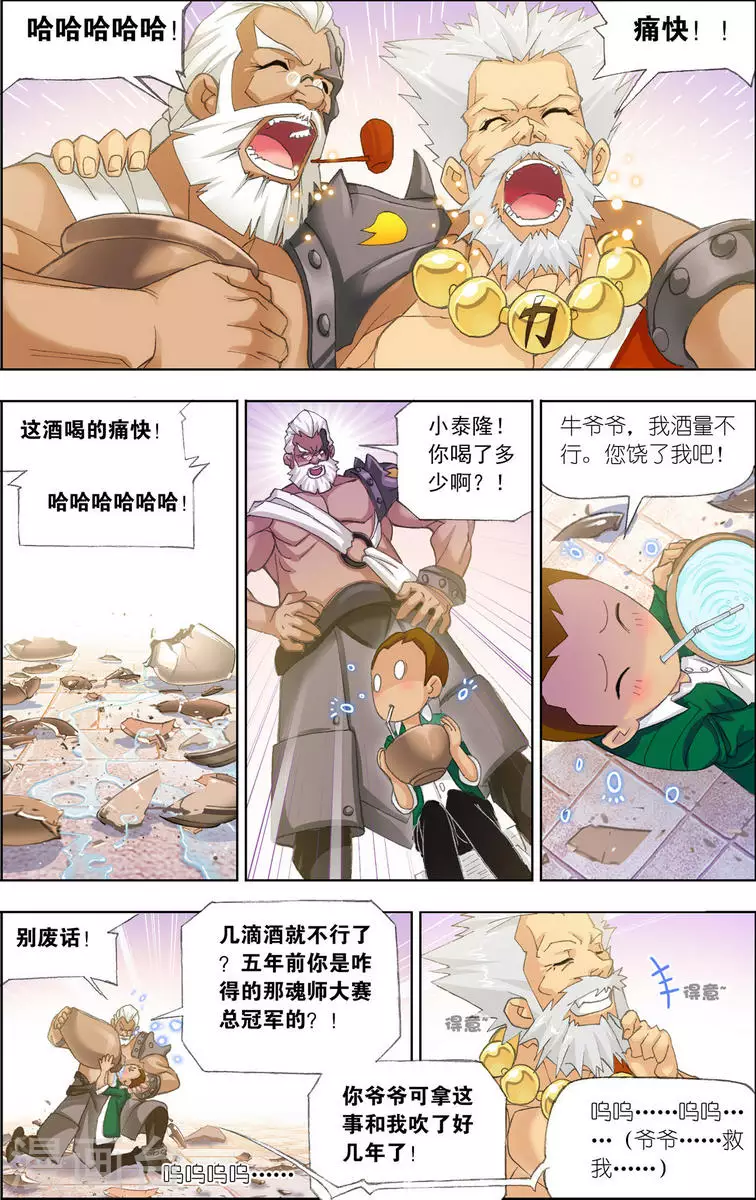 哈哈哈哈哈！
痛快！！
力
这酒喝的痛快！
哈哈哈哈哈哈！
小泰隆！
你喝了多
少啊？！
牛爷爷，我酒量不
行。您饶了我吧！
别废话！
几滴酒就不行了
？五年前你是咋
得的那魂师大赛
总冠军的？！
你爷爷可拿这
事和我吹了好
几年了！
呜呜呜呜……
得意~
得意~
呜呜……呜呜……
……（爷爷……救
我……）